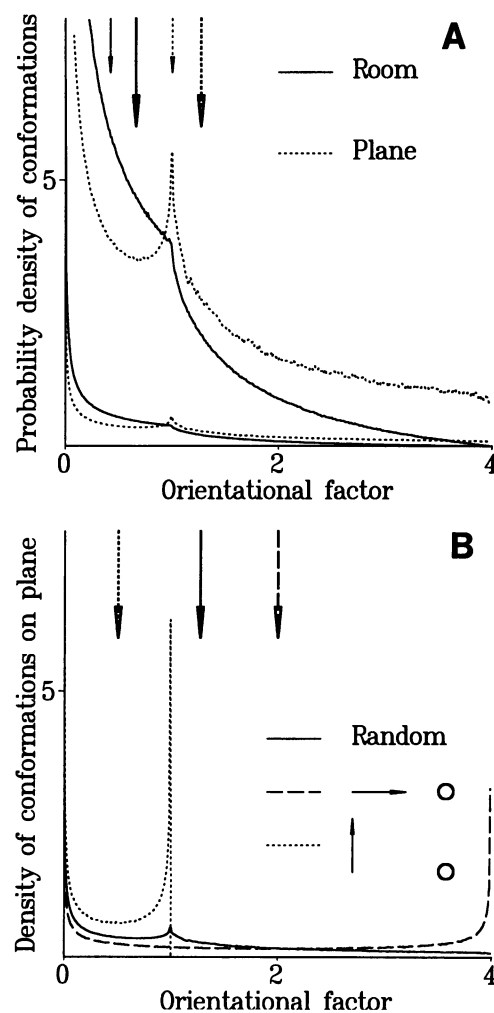 A
Room
Plane
Probability density of conformations
5
0
2
4
Orientational factor
B
Density of conformations on plane
5
Random
0
2
4
Orientational factor